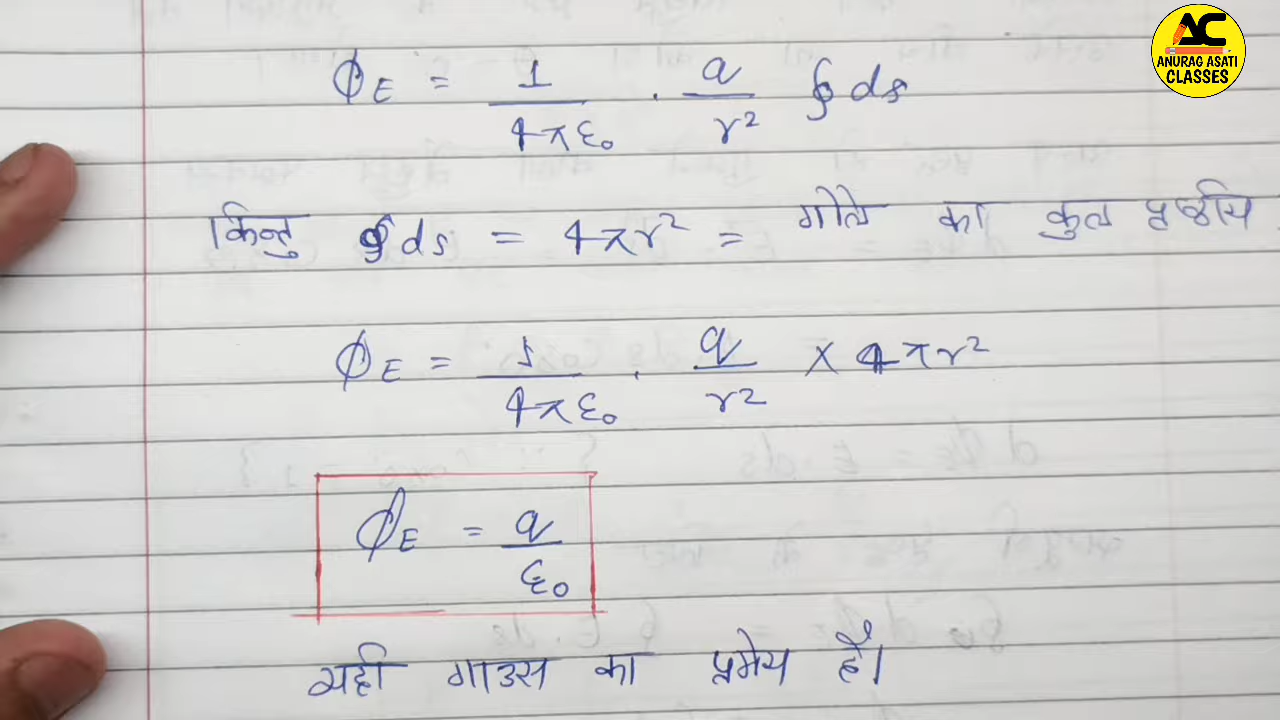 AC
ANURAG ASATI
CLASSES
ϕE = 1/4πε₀ . q/r² ∮ ds
किन्तु ∮ds = 4πr² = गोले का कुल पृष्ठीय
ϕE = 1/4πε₀ . q/r² × 4πr²
ϕE = q/ε₀
यही गाउस का प्रमेय है।